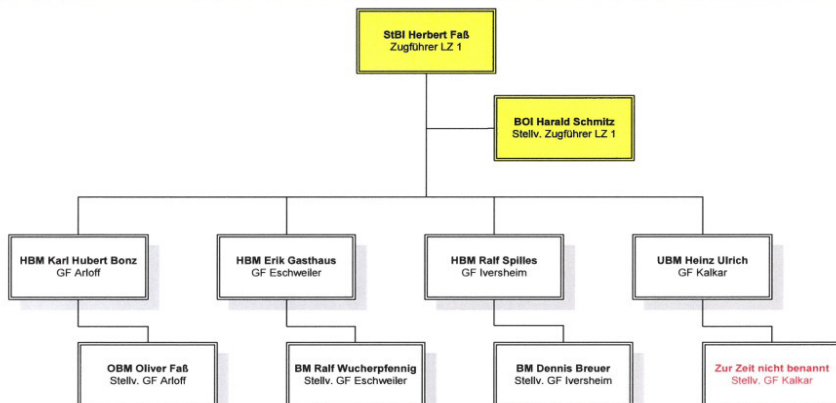 StBI Herbert Faß
Zugführer LZ 1
BOI Harald Schmitz
Stellv. Zugführer LZ 1
HBM Karl Hubert Bonz
GF Arloff
HBM Erik Gasthaus
GF Eschweiler
HBM Ralf Spilles
GF Iversheim
UBM Heinz Ulrich
GF Kalkar
OBM Oliver Faß
Stellv. GF Arloff
BM Ralf Wucherpfennig
Stellv. GF Eschweiler
BM Dennis Breuer
Stellv. GF Iversheim
Zur Zeit nicht benannt
Stellv. GF Kalkar